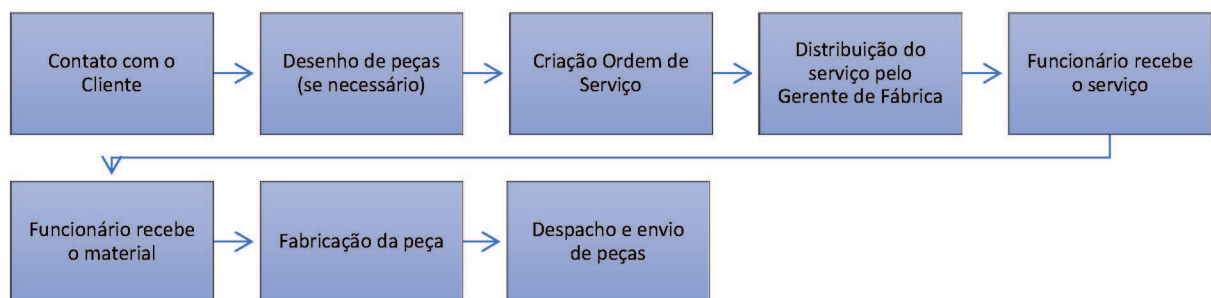 Contato com o
Cliente
Desenho de peças
(se necessário)
Criação Ordem de
Serviço
Distribuição do
serviço pelo
Gerente de Fábrica
Funcionário recebe
o serviço
Funcionário recebe
o material
Fabricação da peça
Despacho e envio
de peças